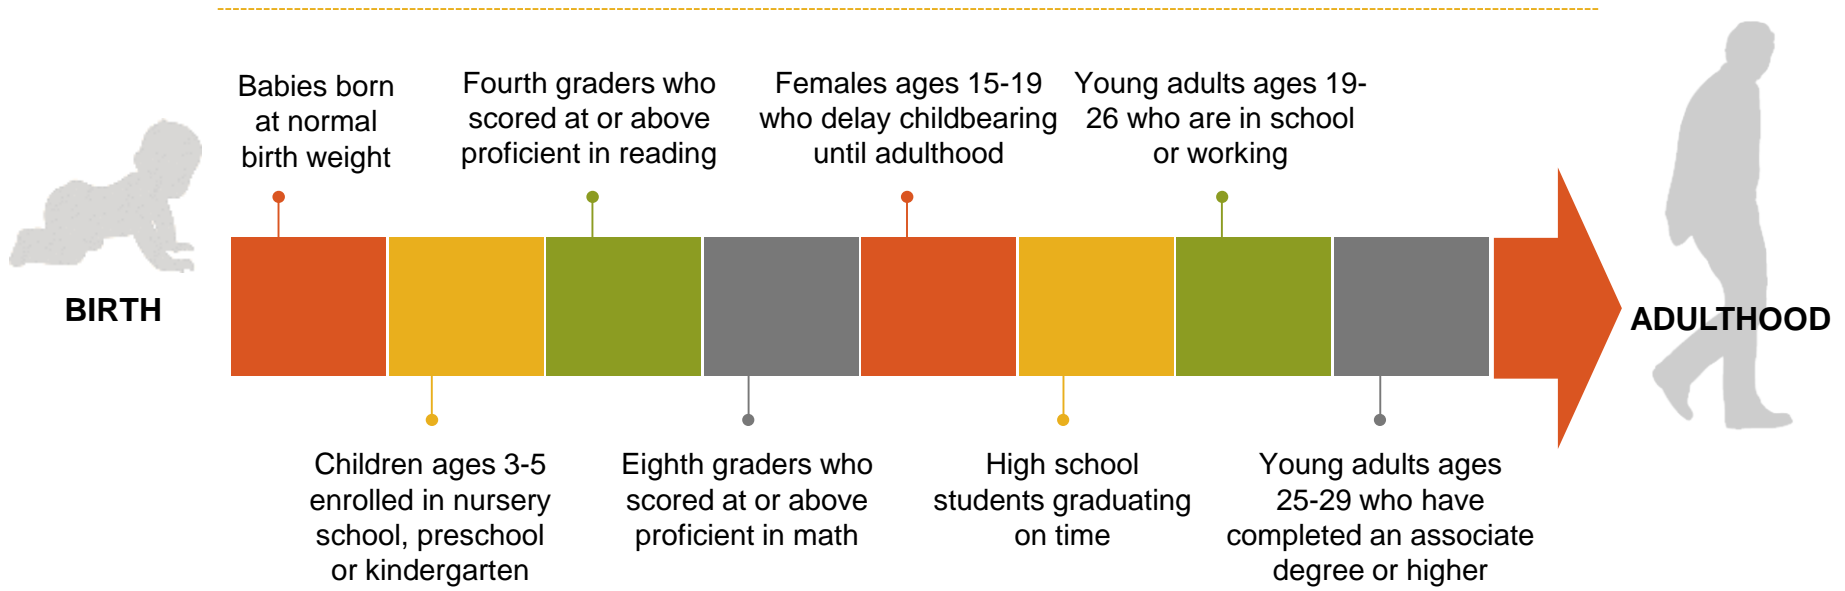 Babies born
at normal
birth weight
Fourth graders who
scored at or above
proficient in reading
Females ages 15-19
who delay childbearing
until adulthood
Young adults ages 19-
26 who are in school
or working
BIRTH
ADULTHOOD
Children ages 3-5
enrolled in nursery
school, preschool
or kindergarten
Eighth graders who
scored at or above
proficient in math
High school
students graduating
on time
Young adults ages
25-29 who have
completed an associate
degree or higher